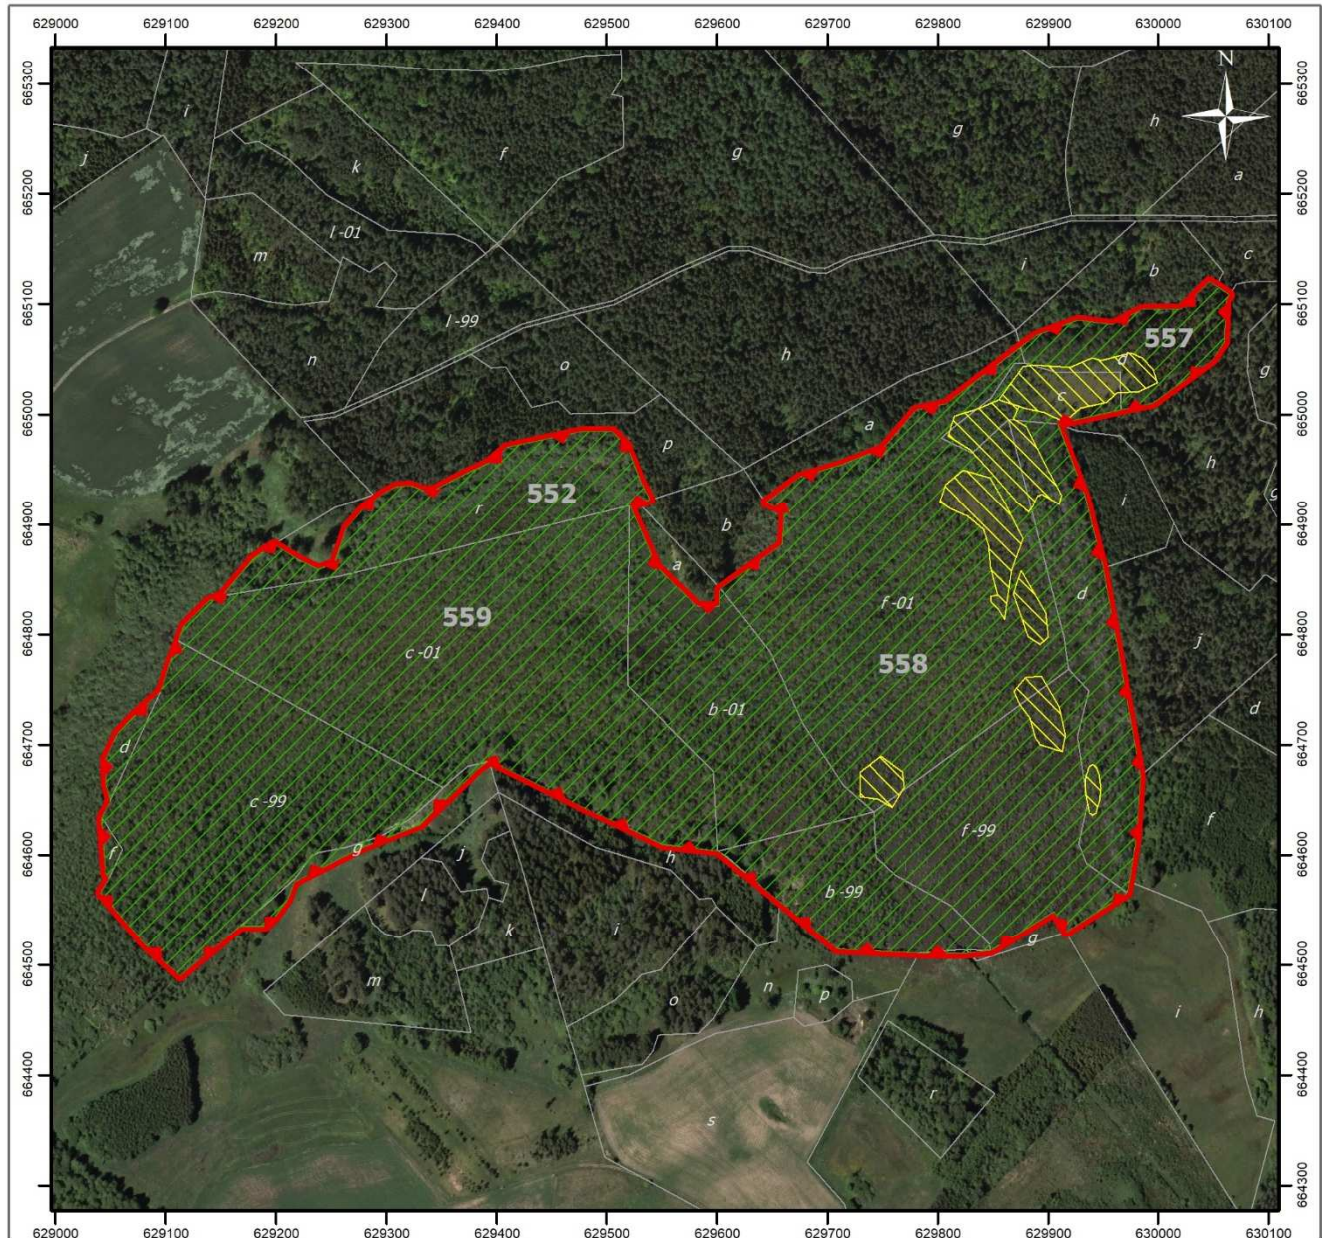 629000 629100 629200 629300 629400 629500 629600 629700 629800 629900 630000 630100
N
665300 665300
i
g
h
j
k
f
g
a
665200 665200
l -01
m
i
b
c
665100 665100
l -99
557
n
o
h
d
g
665000 665000
c
a
p
h
552
r
i
g
664900 664900
b
a
f -01
d
664800 664800
559
c -01
558
j
b -01
d
664700 664700
d
c -99
f
f -99
664600 664600
f
g
j
h
l
b -99
k
i
g
664500 664500
m
n
p
o
i
h
664400 664400
r
s
664300 664300
629000 629100 629200 629300 629400 629500 629600 629700 629800 629900 630000 630100